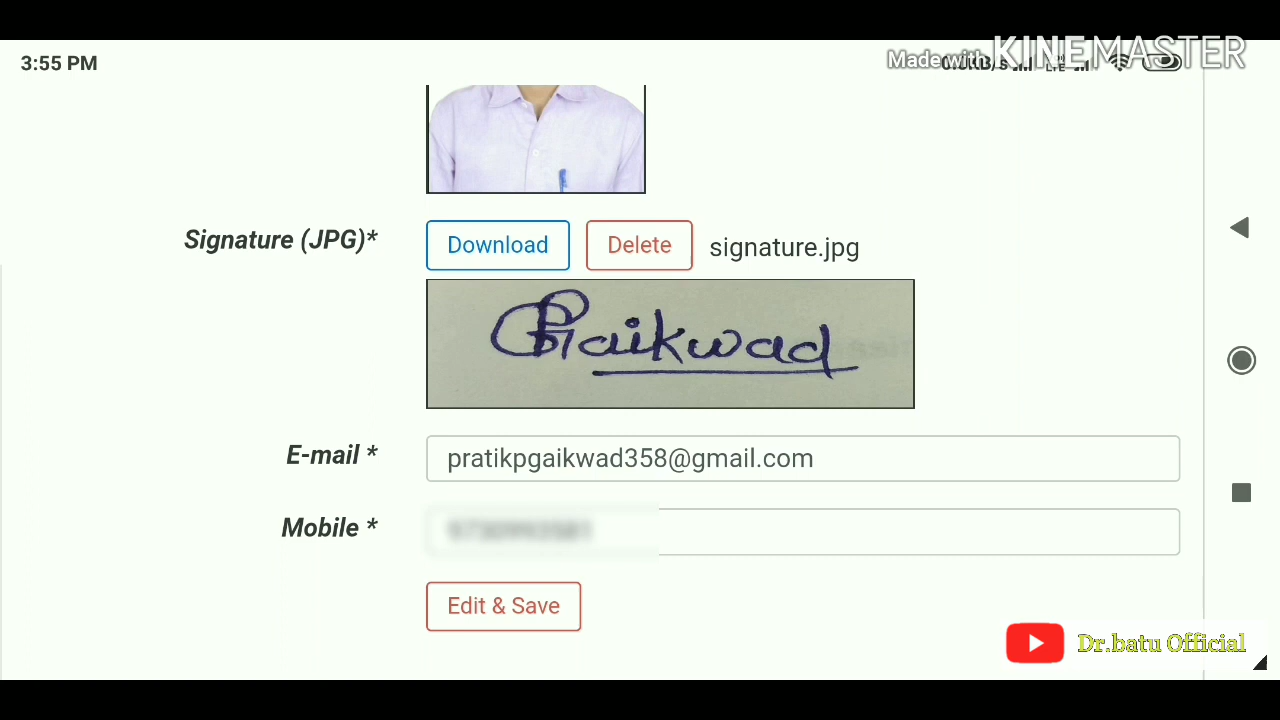 Made with KINEMASTER
3:55 PM
Signature (JPG)*
Download
Delete
signature.jpg
Gaikwad
E-mail *
pratikpgaikwad358@gmail.com
Mobile *
Edit & Save
Dr.batu Official